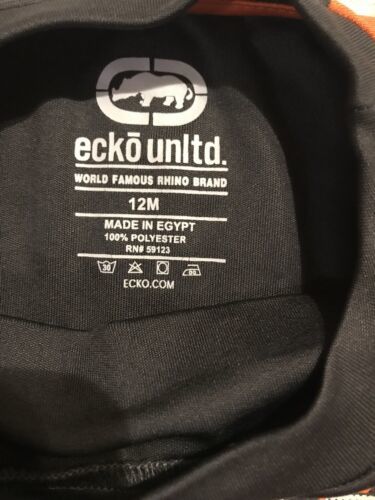 eckō unltd.
WORLD FAMOUS RHINO BRAND
12M
MADE IN EGYPT
100% POLYESTER
RN# 59123
30
ECKO.COM